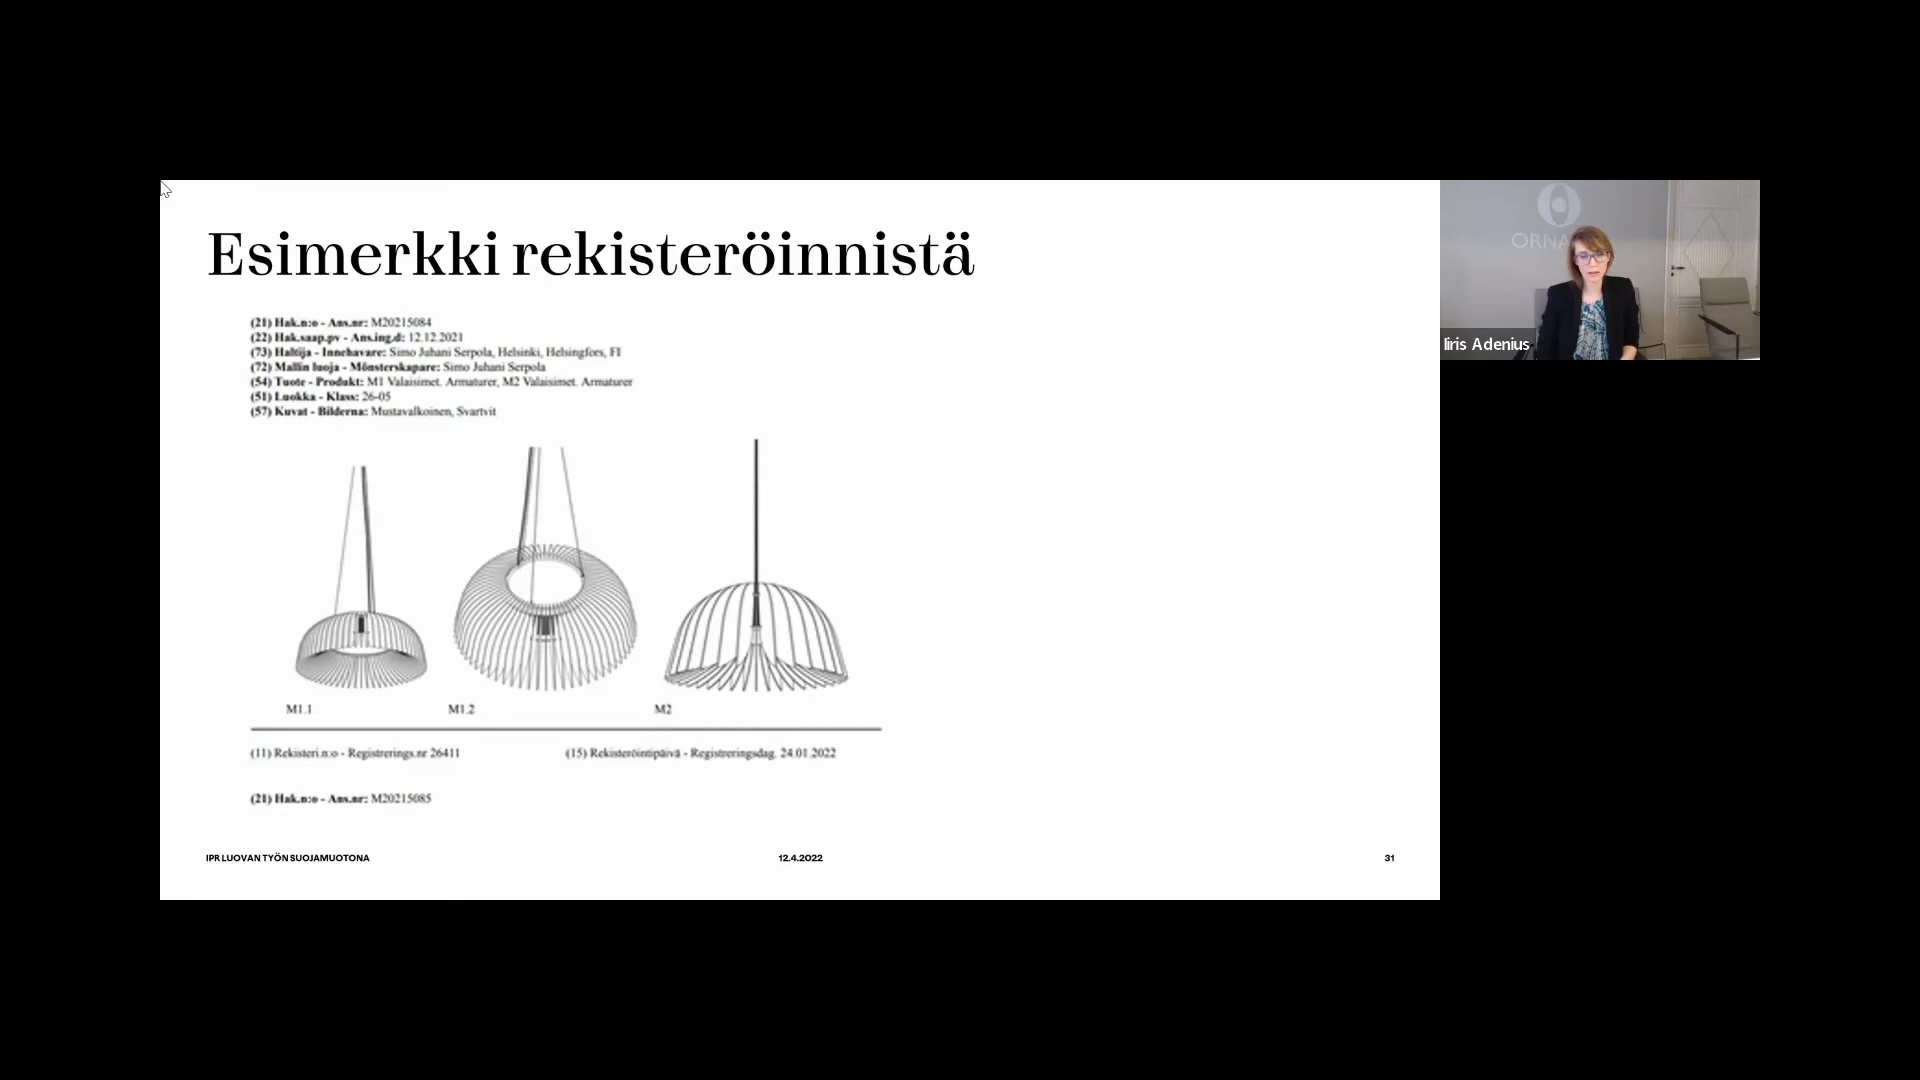 Esimerkki rekisteröinnistä
(21) Hak.n:o - Ans.nr: M20215084
(22) Hak.saap.pv - Ans.ing.d: 12.12.2021
(73) Haltija - Innehavare: Simo Juhani Serpola, Helsinki, Helsingfors, FI
(72) Mallin luoja - Mönsterskapare: Simo Juhani Serpola
(54) Tuote - Produkt: M1 Valaisimet. Armaturer, M2 Valaisimet. Armaturer
(51) Luokka - Klass: 26-05
(57) Kuvat - Bilderna: Mustavalkoinen, Svartvit
M1.1 M1.2 M2
(11) Rekisteri.n:o - Registrerings.nr 26411 (15) Rekisteröintipäivä - Registreringsdag. 24.01.2022
(21) Hak.n:o - Ans.nr: M20215085
IPR LUOVAN TYÖN SUOJAMUOTONA 12.4.2022 31
ORNA
Iiris Adenius